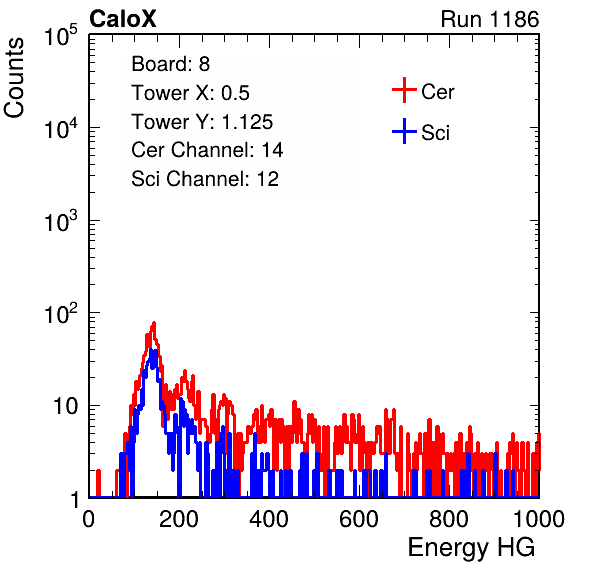 CaloX Run 1186
Counts
Board: 8
Tower X: 0.5
Tower Y: 1.125
Cer Channel: 14
Sci Channel: 12
Cer
Sci
10^5
10^4
10^3
10^2
10
1
0 200 400 600 800 1000
Energy HG